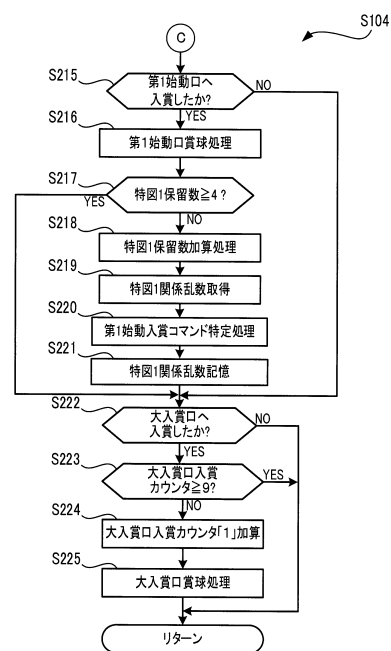 S104
C
S215
第1始動口へ
入賞したか?
NO
YES
S216
第1始動口賞球処理
S217
特図1保留数≧4?
YES
NO
S218
特図1保留数加算処理
S219
特図1関係乱数取得
S220
第1始動入賞コマンド特定処理
S221
特図1関係乱数記憶
S222
大入賞口へ
入賞したか?
NO
YES
S223
大入賞口入賞
カウンタ≧9?
YES
NO
S224
大入賞口入賞カウンタ「1」加算
S225
大入賞口賞球処理
リターン